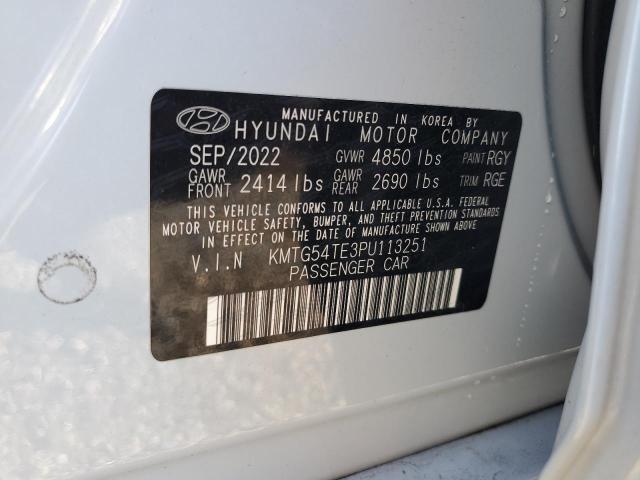 MANUFACTURED IN KOREA BY
HYUNDAI MOTOR COMPANY
SEP/2022 GVWR 4850 lbs PAINT RGY
GAWR FRONT 2414 lbs GAWR REAR 2690 lbs TRIM RGE
THIS VEHICLE CONFORMS TO ALL APPLICABLE U.S.A. FEDERAL
MOTOR VEHICLE SAFETY, BUMPER, AND THEFT PREVENTION STANDARDS
IN EFFECT ON THE DATE OF MANUFACTURE SHOWN ABOVE.
V.I.N KMTG54TE3PU113251
PASSENGER CAR